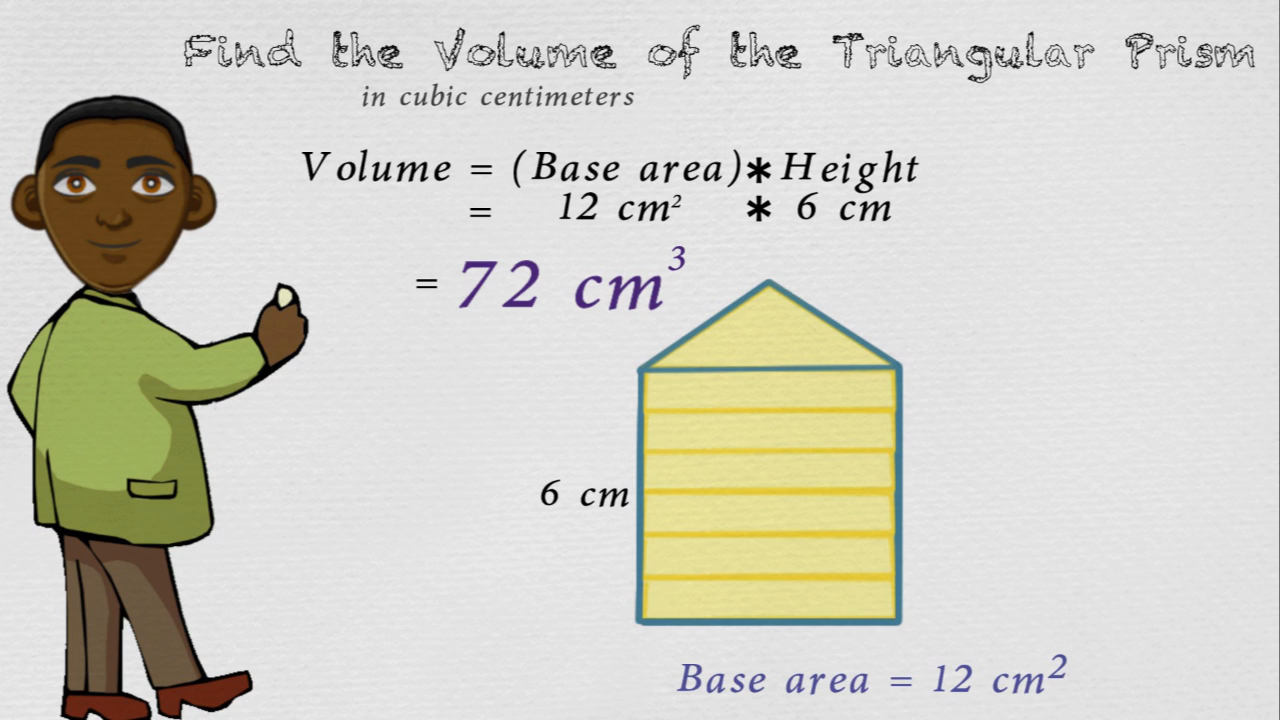 Find the Volume of the Triangular Prism
in cubic centimeters
Volume = (Base area)*Height
= 12 cm² * 6 cm
= 72 cm³
6 cm
Base area = 12 cm²